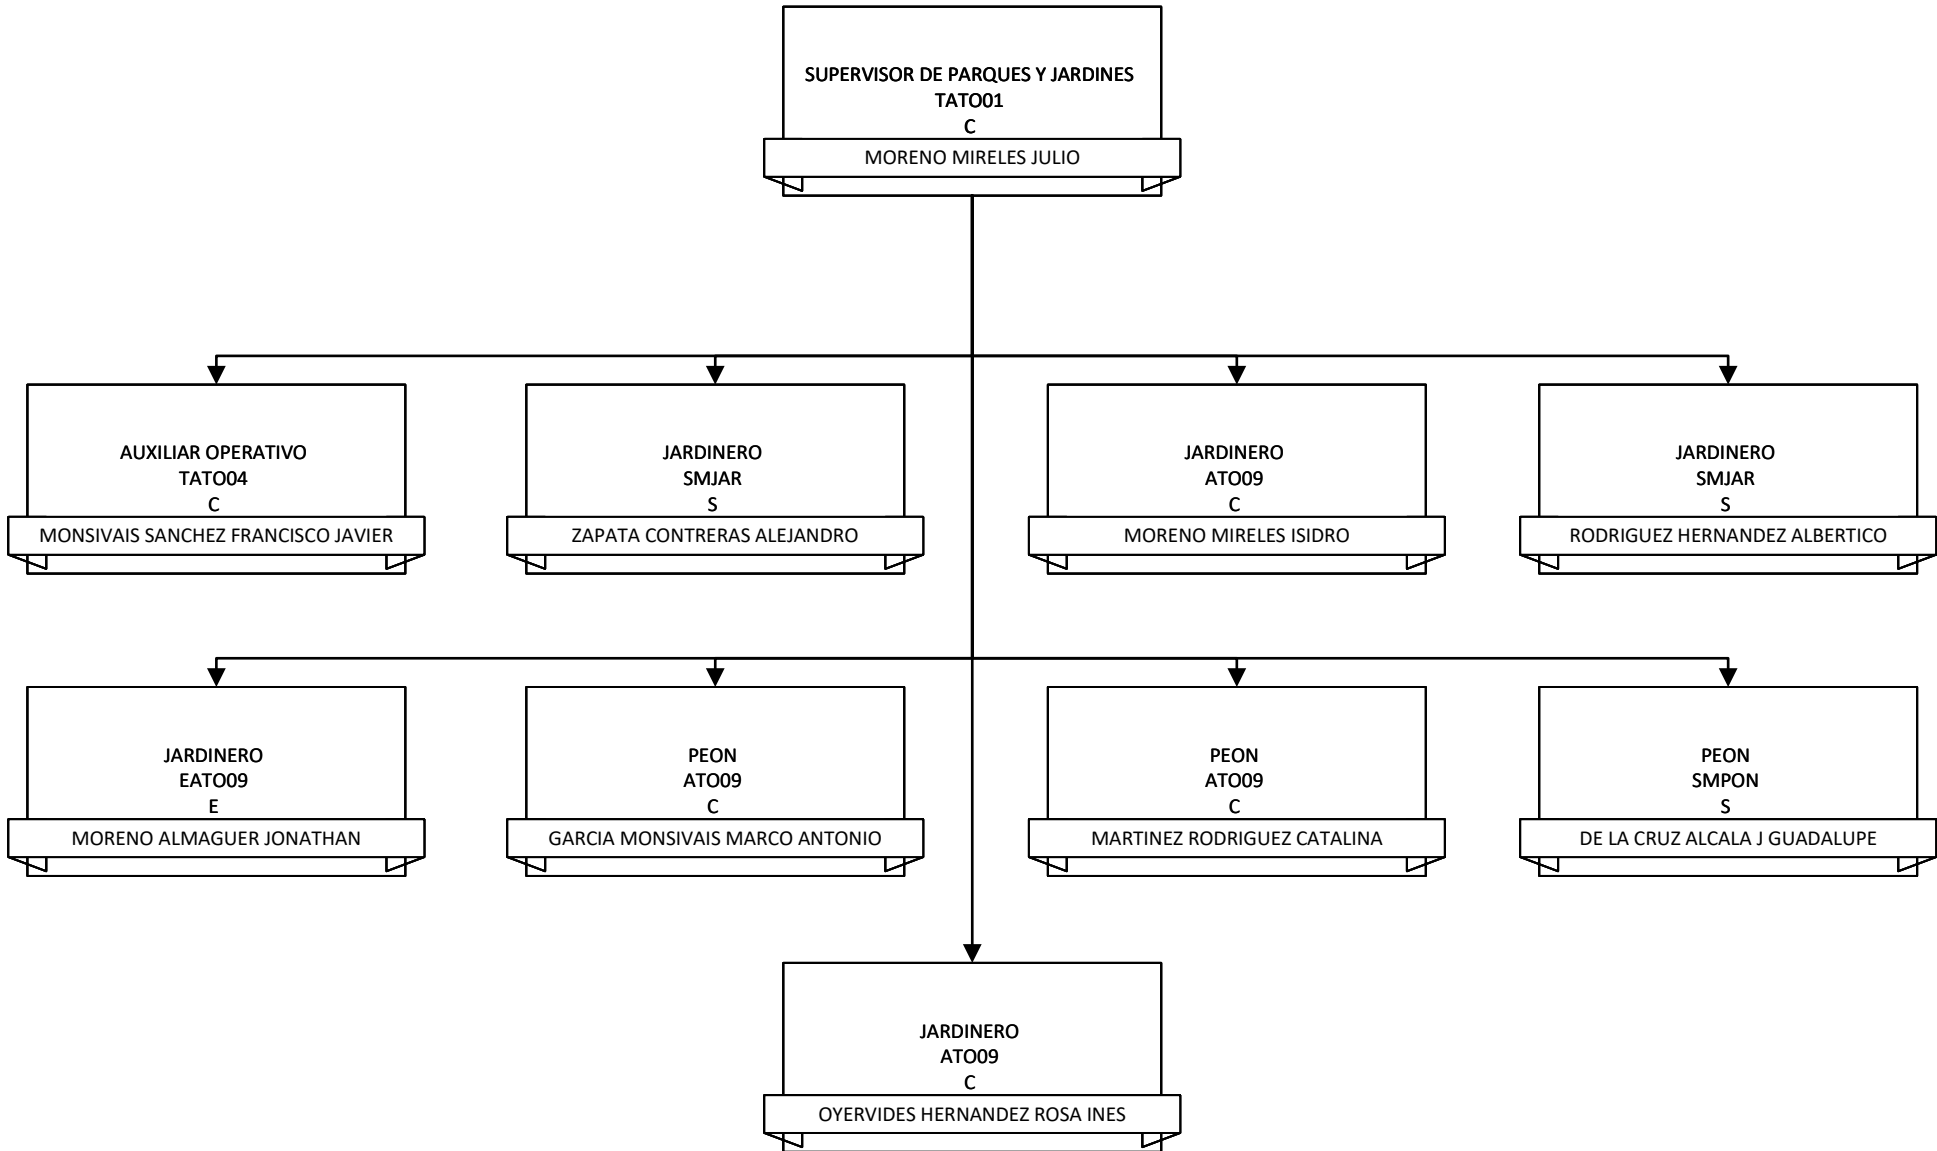 SUPERVISOR DE PARQUES Y JARDINES
TATO01
C
MORENO MIRELES JULIO
AUXILIAR OPERATIVO
TATO04
C
MONSIVAIS SANCHEZ FRANCISCO JAVIER
JARDINERO
SMJAR
S
ZAPATA CONTRERAS ALEJANDRO
JARDINERO
ATO09
C
MORENO MIRELES ISIDRO
JARDINERO
SMJAR
S
RODRIGUEZ HERNANDEZ ALBERTICO
JARDINERO
EATO09
E
MORENO ALMAGUER JONATHAN
PEON
ATO09
C
GARCIA MONSIVAIS MARCO ANTONIO
PEON
ATO09
C
MARTINEZ RODRIGUEZ CATALINA
PEON
SMPON
S
DE LA CRUZ ALCALA J GUADALUPE
JARDINERO
ATO09
C
OYERVIDES HERNANDEZ ROSA INES